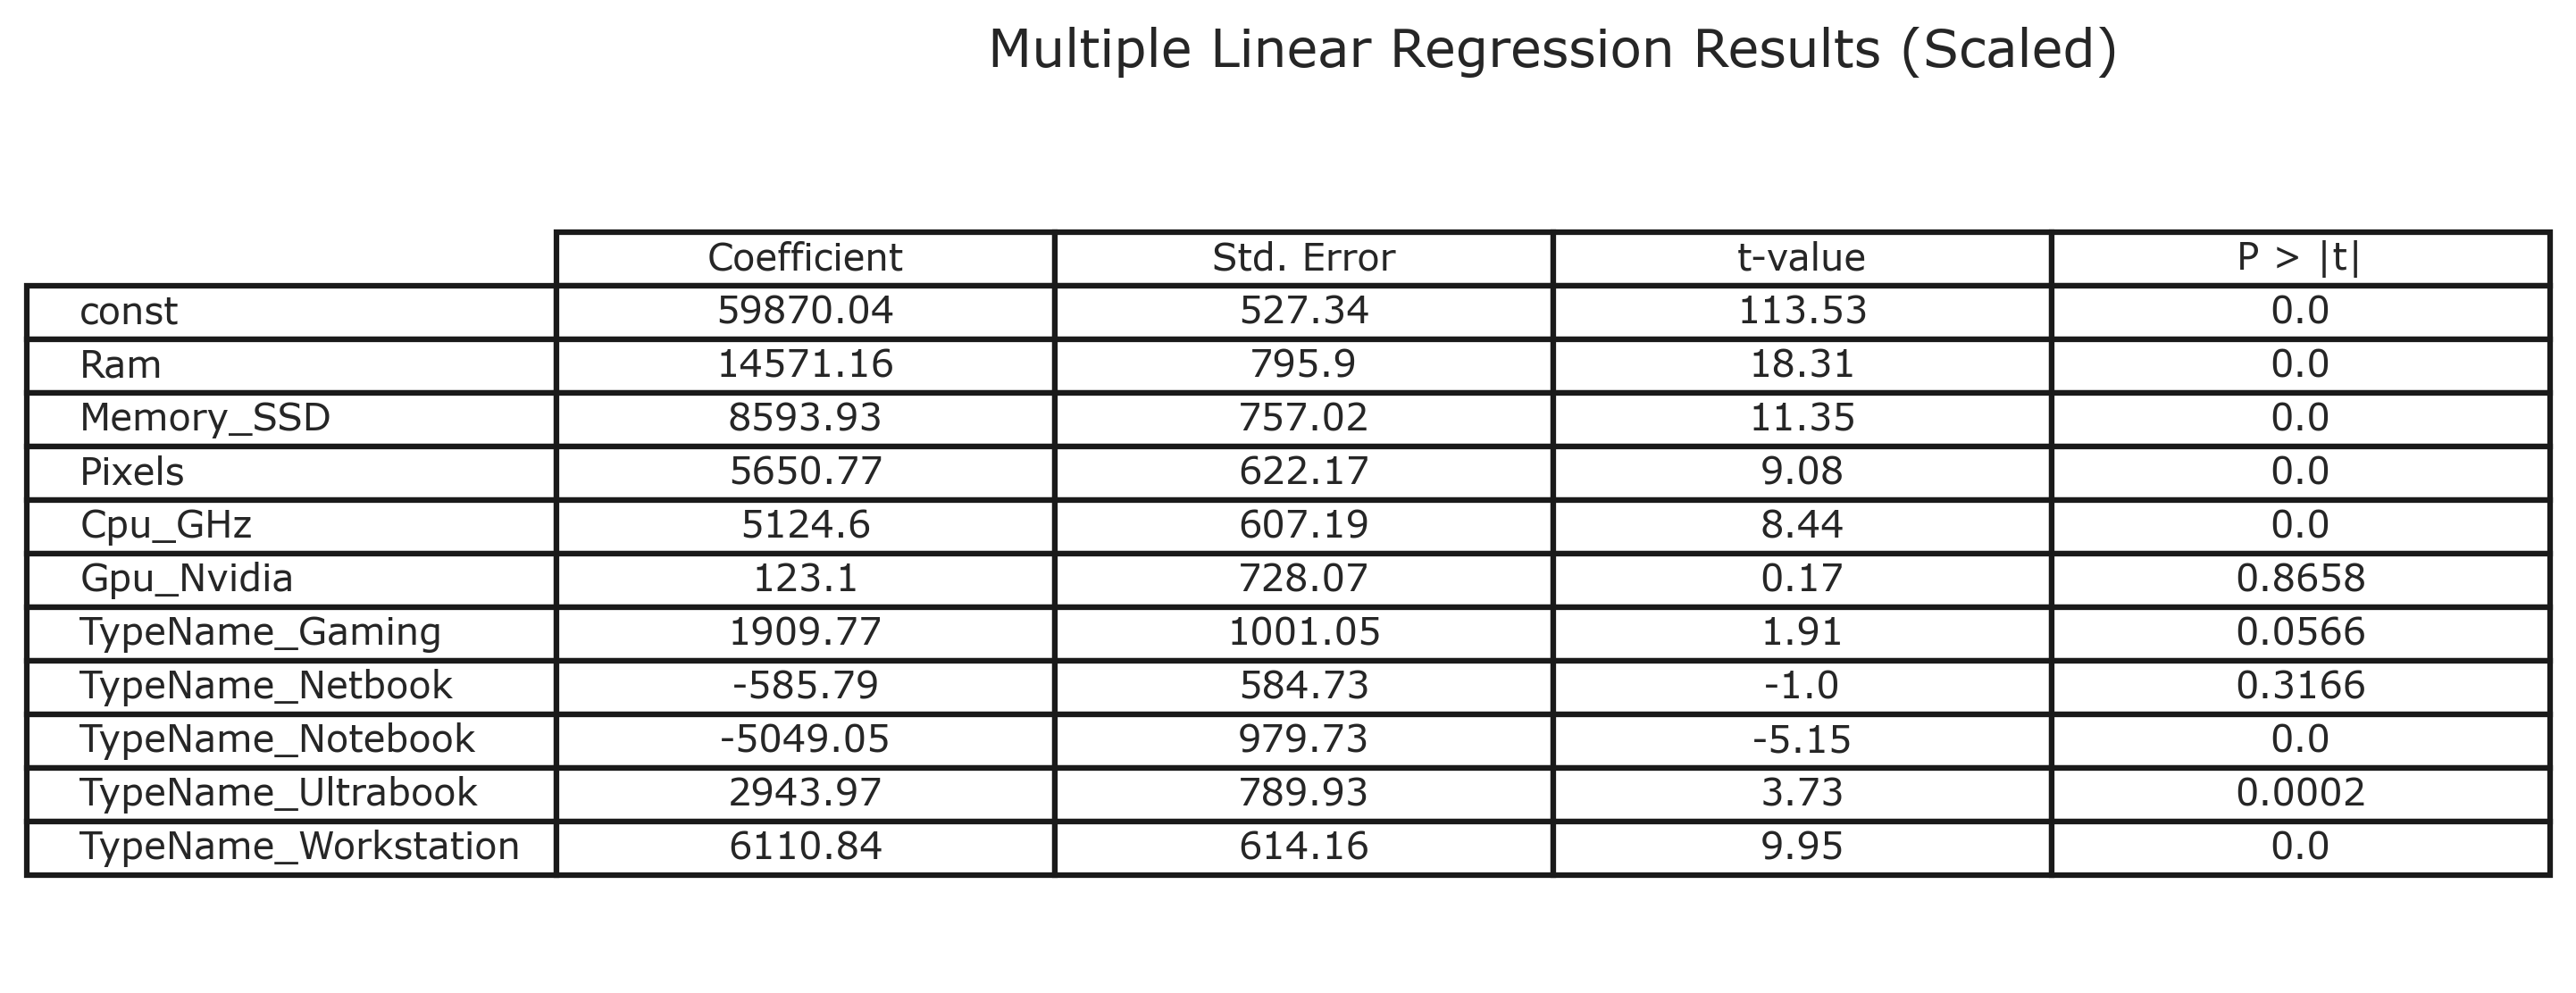 Multiple Linear Regression Results (Scaled)
Coefficient Std. Error t-value P > |t|
const 59870.04 527.34 113.53 0.0
Ram 14571.16 795.9 18.31 0.0
Memory_SSD 8593.93 757.02 11.35 0.0
Pixels 5650.77 622.17 9.08 0.0
Cpu_GHz 5124.6 607.19 8.44 0.0
Gpu_Nvidia 123.1 728.07 0.17 0.8658
TypeName_Gaming 1909.77 1001.05 1.91 0.0566
TypeName_Netbook -585.79 584.73 -1.0 0.3166
TypeName_Notebook -5049.05 979.73 -5.15 0.0
TypeName_Ultrabook 2943.97 789.93 3.73 0.0002
TypeName_Workstation 6110.84 614.16 9.95 0.0